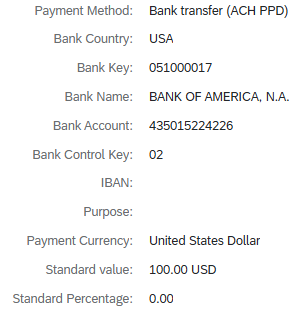 Payment Method: Bank transfer (ACH PPD)
Bank Country: USA
Bank Key: 051000017
Bank Name: BANK OF AMERICA, N.A.
Bank Account: 435015224226
Bank Control Key: 02
IBAN:
Purpose:
Payment Currency: United States Dollar
Standard value: 100.00 USD
Standard Percentage: 0.00